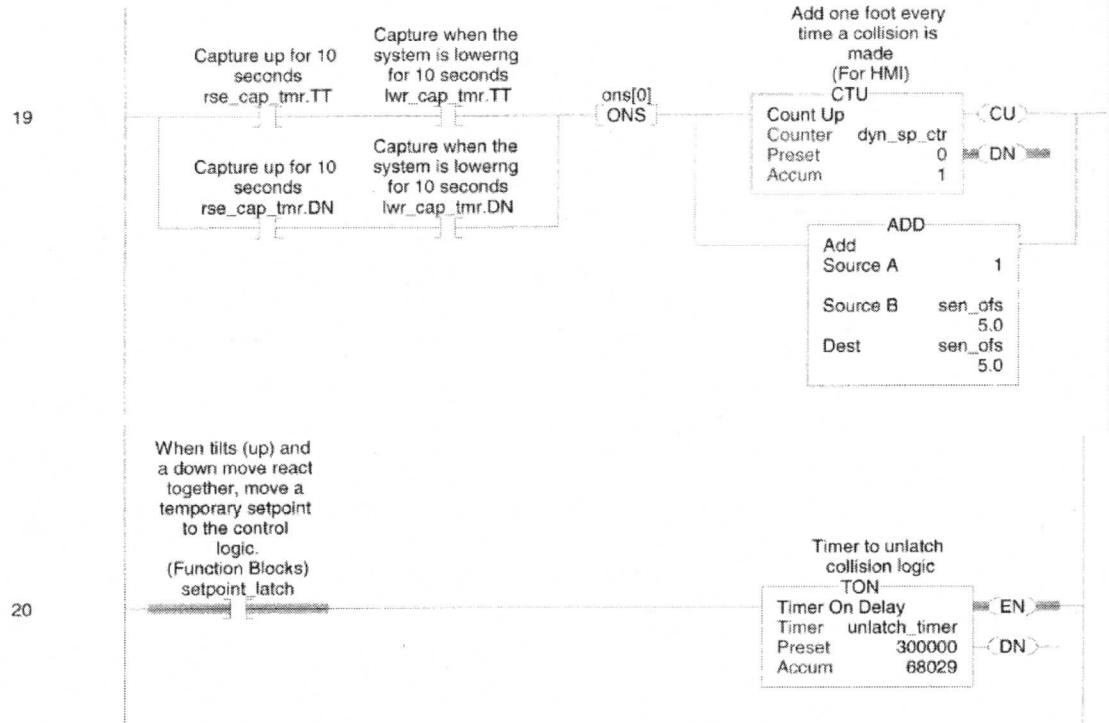 Add one foot every
time a collision is
made
(For HMI)
Capture up for 10
seconds
rse_cap_tmr.TT
Capture when the
system is lowerng
for 10 seconds
lwr_cap_tmr.TT
ons[0]
ONS
CTU
Count Up
Counter dyn_sp_ctr
Preset 0
Accum 1
CU
DN
19
Capture up for 10
seconds
rse_cap_tmr.DN
Capture when the
system is lowerng
for 10 seconds
lwr_cap_tmr.DN
ADD
Add
Source A 1
Source B sen_ofs
5.0
Dest sen_ofs
5.0
When tilts (up) and
a down move react
together, move a
temporary setpoint
to the control
logic.
(Function Blocks)
setpoint_latch
20
Timer to unlatch
collision logic
TON
Timer On Delay
Timer unlatch_timer
Preset 300000
Accum 68029
EN
DN